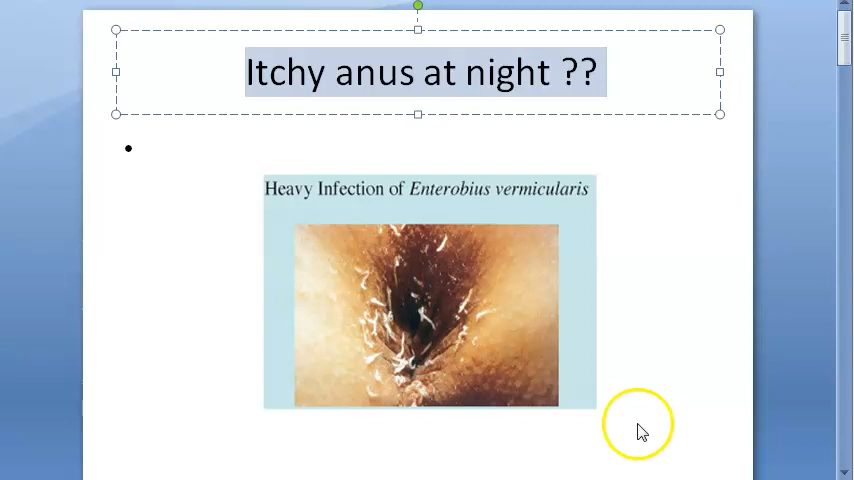 Itchy anus at night ??
Heavy Infection of Enterobius vermicularis